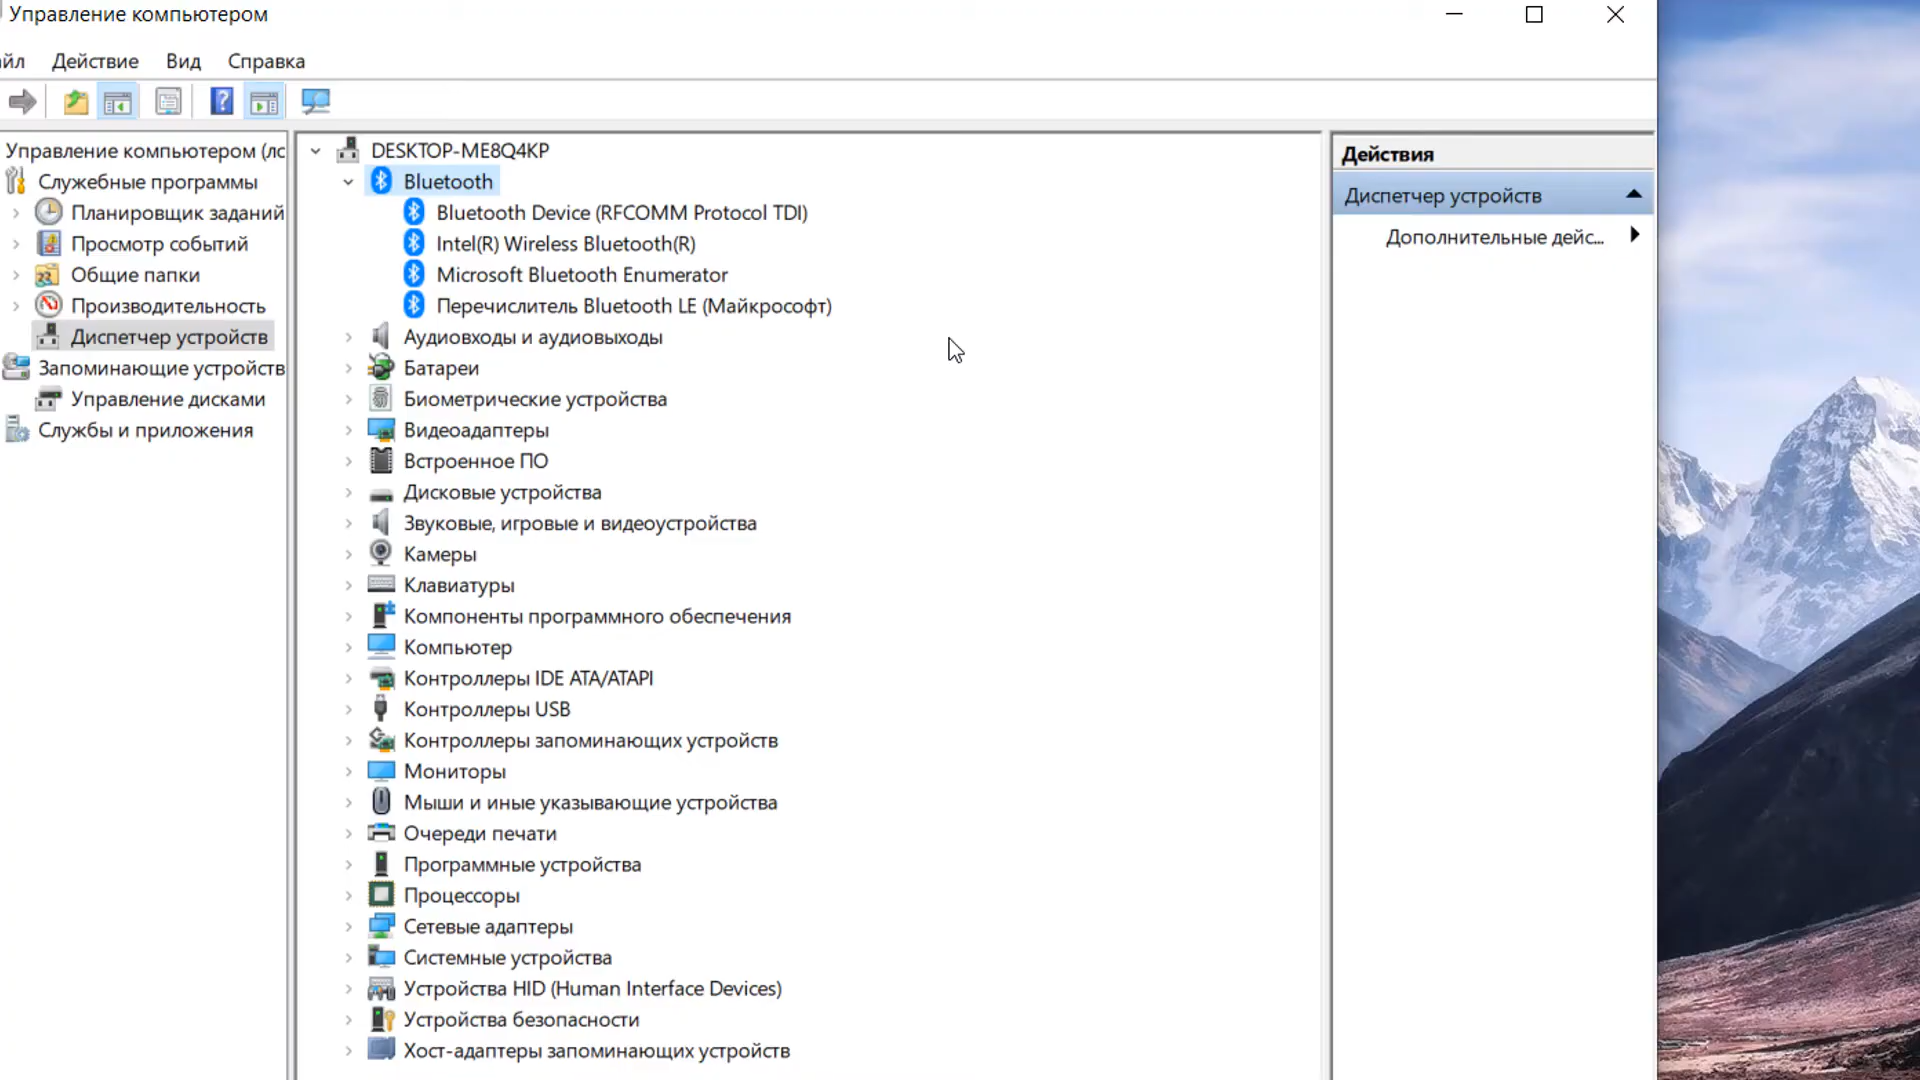 Управление компьютером
йл Действие Вид Справка
Управление компьютером (лс
Служебные программы
Планировщик заданий
Просмотр событий
Общие папки
Производительность
Диспетчер устройств
Запоминающие устройств
Управление дисками
Службы и приложения
DESKTOP-ME8Q4KP
Bluetooth
Bluetooth Device (RFCOMM Protocol TDI)
Intel(R) Wireless Bluetooth(R)
Microsoft Bluetooth Enumerator
Перечислитель Bluetooth LE (Майкрософт)
Аудиовходы и аудиовыходы
Батареи
Биометрические устройства
Видеоадаптеры
Встроенное ПО
Дисковые устройства
Звуковые, игровые и видеоустройства
Камеры
Клавиатуры
Компоненты программного обеспечения
Компьютер
Контроллеры IDE ATA/ATAPI
Контроллеры USB
Контроллеры запоминающих устройств
Мониторы
Мыши и иные указывающие устройства
Очереди печати
Программные устройства
Процессоры
Сетевые адаптеры
Системные устройства
Устройства HID (Human Interface Devices)
Устройства безопасности
Хост-адаптеры запоминающих устройств
Действия
Диспетчер устройств
Дополнительные дейс...